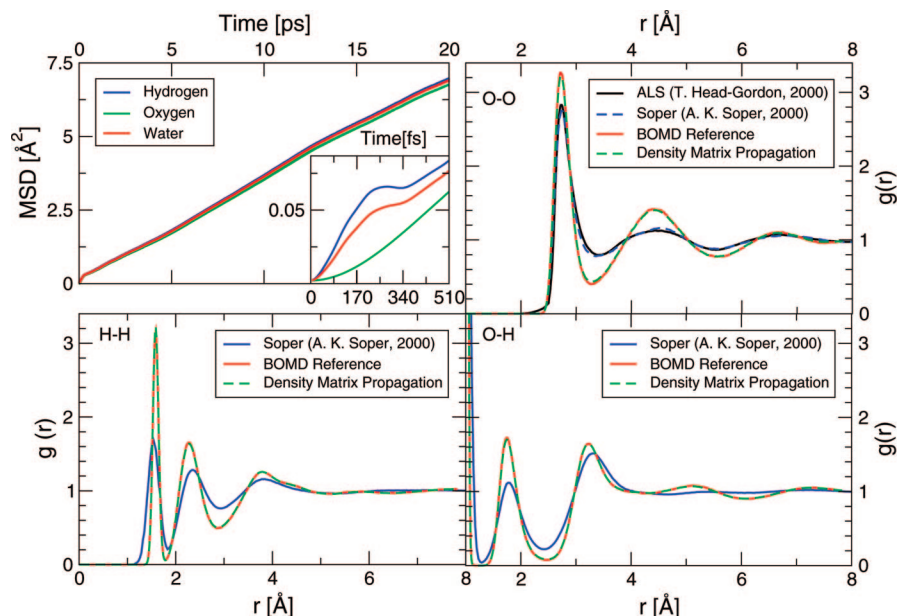 Time [ps]
0 5 10 15 20
7.5
5
2.5
0
MSD [Å²]
Hydrogen
Oxygen
Water
Time[fs]
0.05
0 170 340 510
r [Å]
0 2 4 6 8
O-O
ALS (T. Head-Gordon, 2000)
Soper (A. K. Soper, 2000)
BOMD Reference
Density Matrix Propagation
3
2
1
0
g(r)
H-H
Soper (A. K. Soper, 2000)
BOMD Reference
Density Matrix Propagation
3
2
1
0
g (r)
0 2 4 6 8
r [Å]
O-H
Soper (A. K. Soper, 2000)
BOMD Reference
Density Matrix Propagation
3
2
1
0
g(r)
2 4 6 8
r [Å]